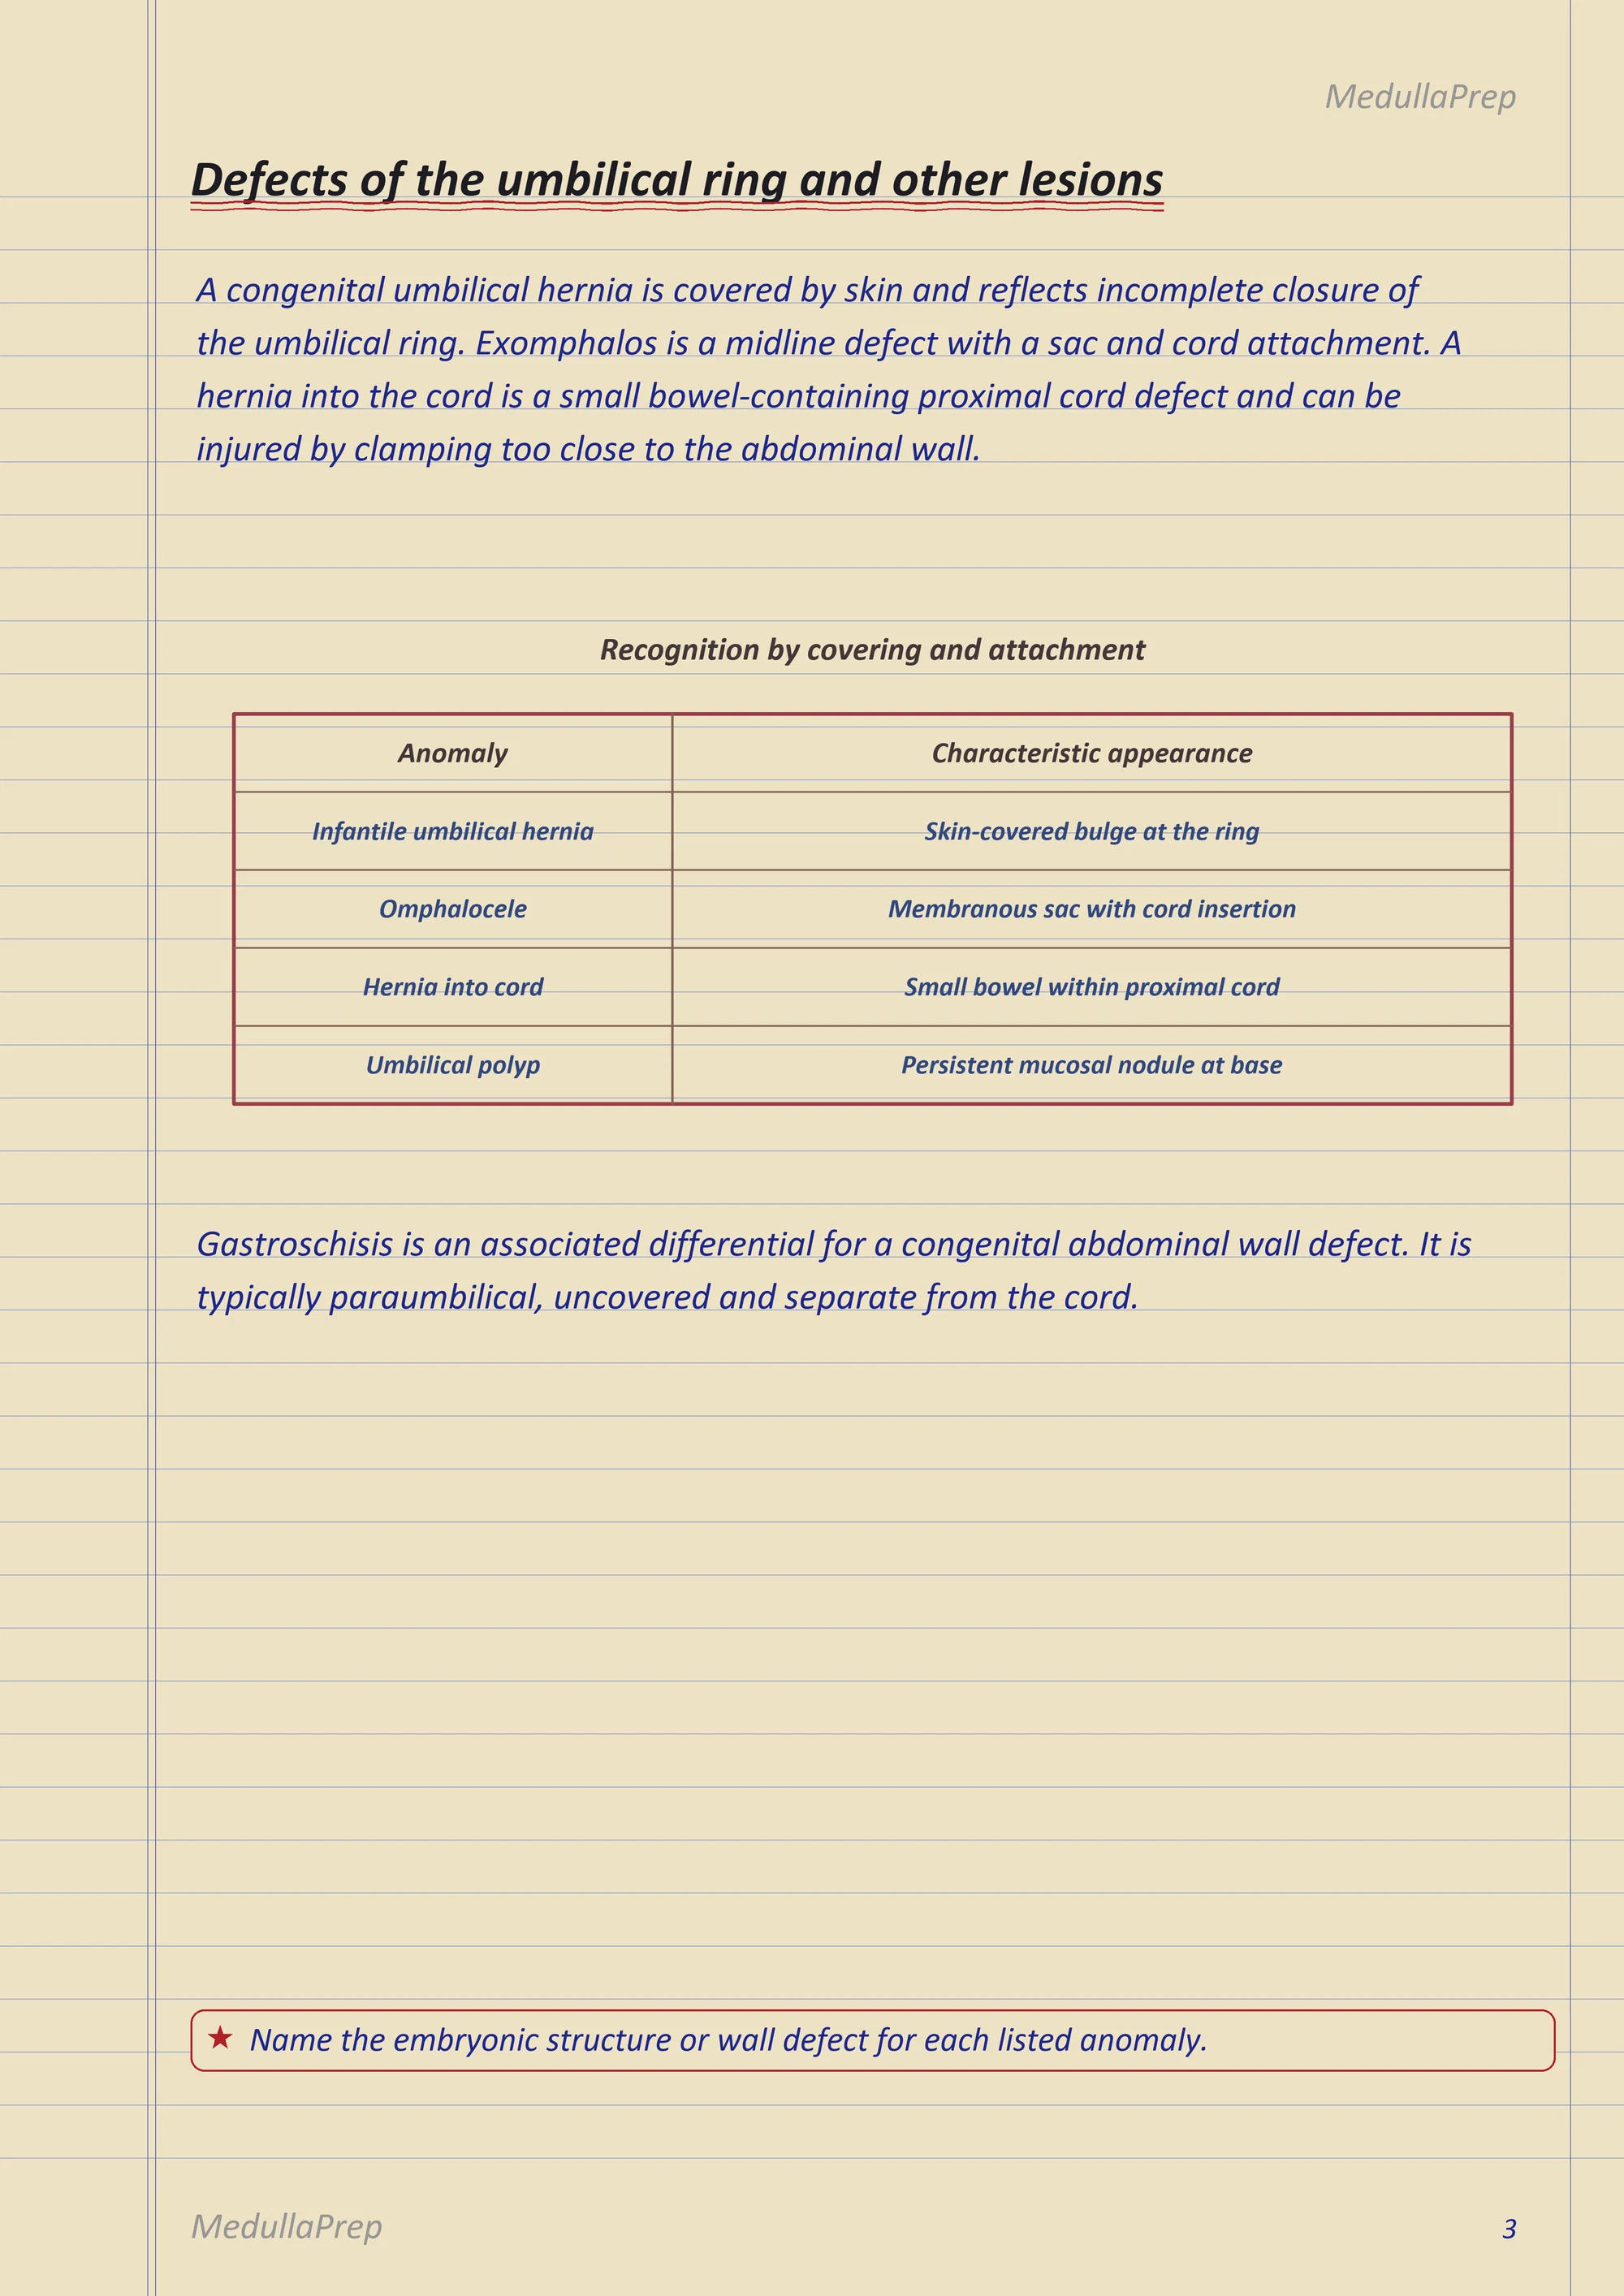 MedullaPrep
Defects of the umbilical ring and other lesions
A congenital umbilical hernia is covered by skin and reflects incomplete closure of
the umbilical ring. Exomphalos is a midline defect with a sac and cord attachment. A
hernia into the cord is a small bowel-containing proximal cord defect and can be
injured by clamping too close to the abdominal wall.
Recognition by covering and attachment
Anomaly Characteristic appearance
Infantile umbilical hernia Skin-covered bulge at the ring
Omphalocele Membranous sac with cord insertion
Hernia into cord Small bowel within proximal cord
Umbilical polyp Persistent mucosal nodule at base
Gastroschisis is an associated differential for a congenital abdominal wall defect. It is
typically paraumbilical, uncovered and separate from the cord.
★ Name the embryonic structure or wall defect for each listed anomaly.
MedullaPrep 3